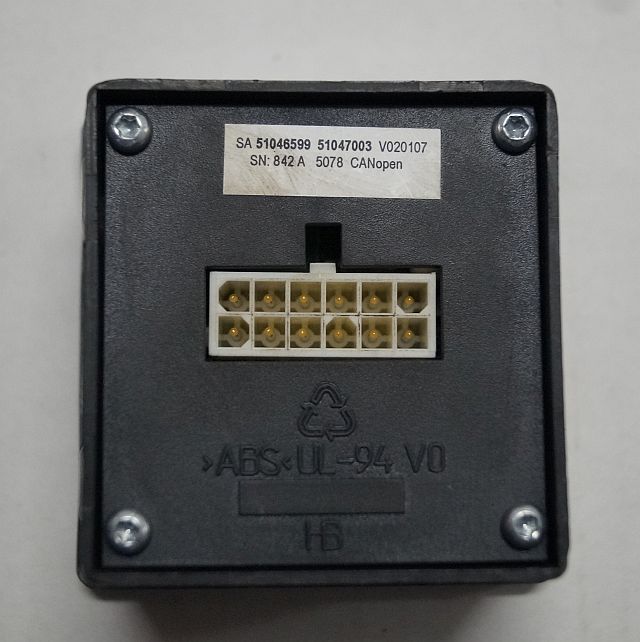 SA 51046599 51047003 V020107
SN: 842 A 5078 CANopen
>ABS< UL-94 V0
HB